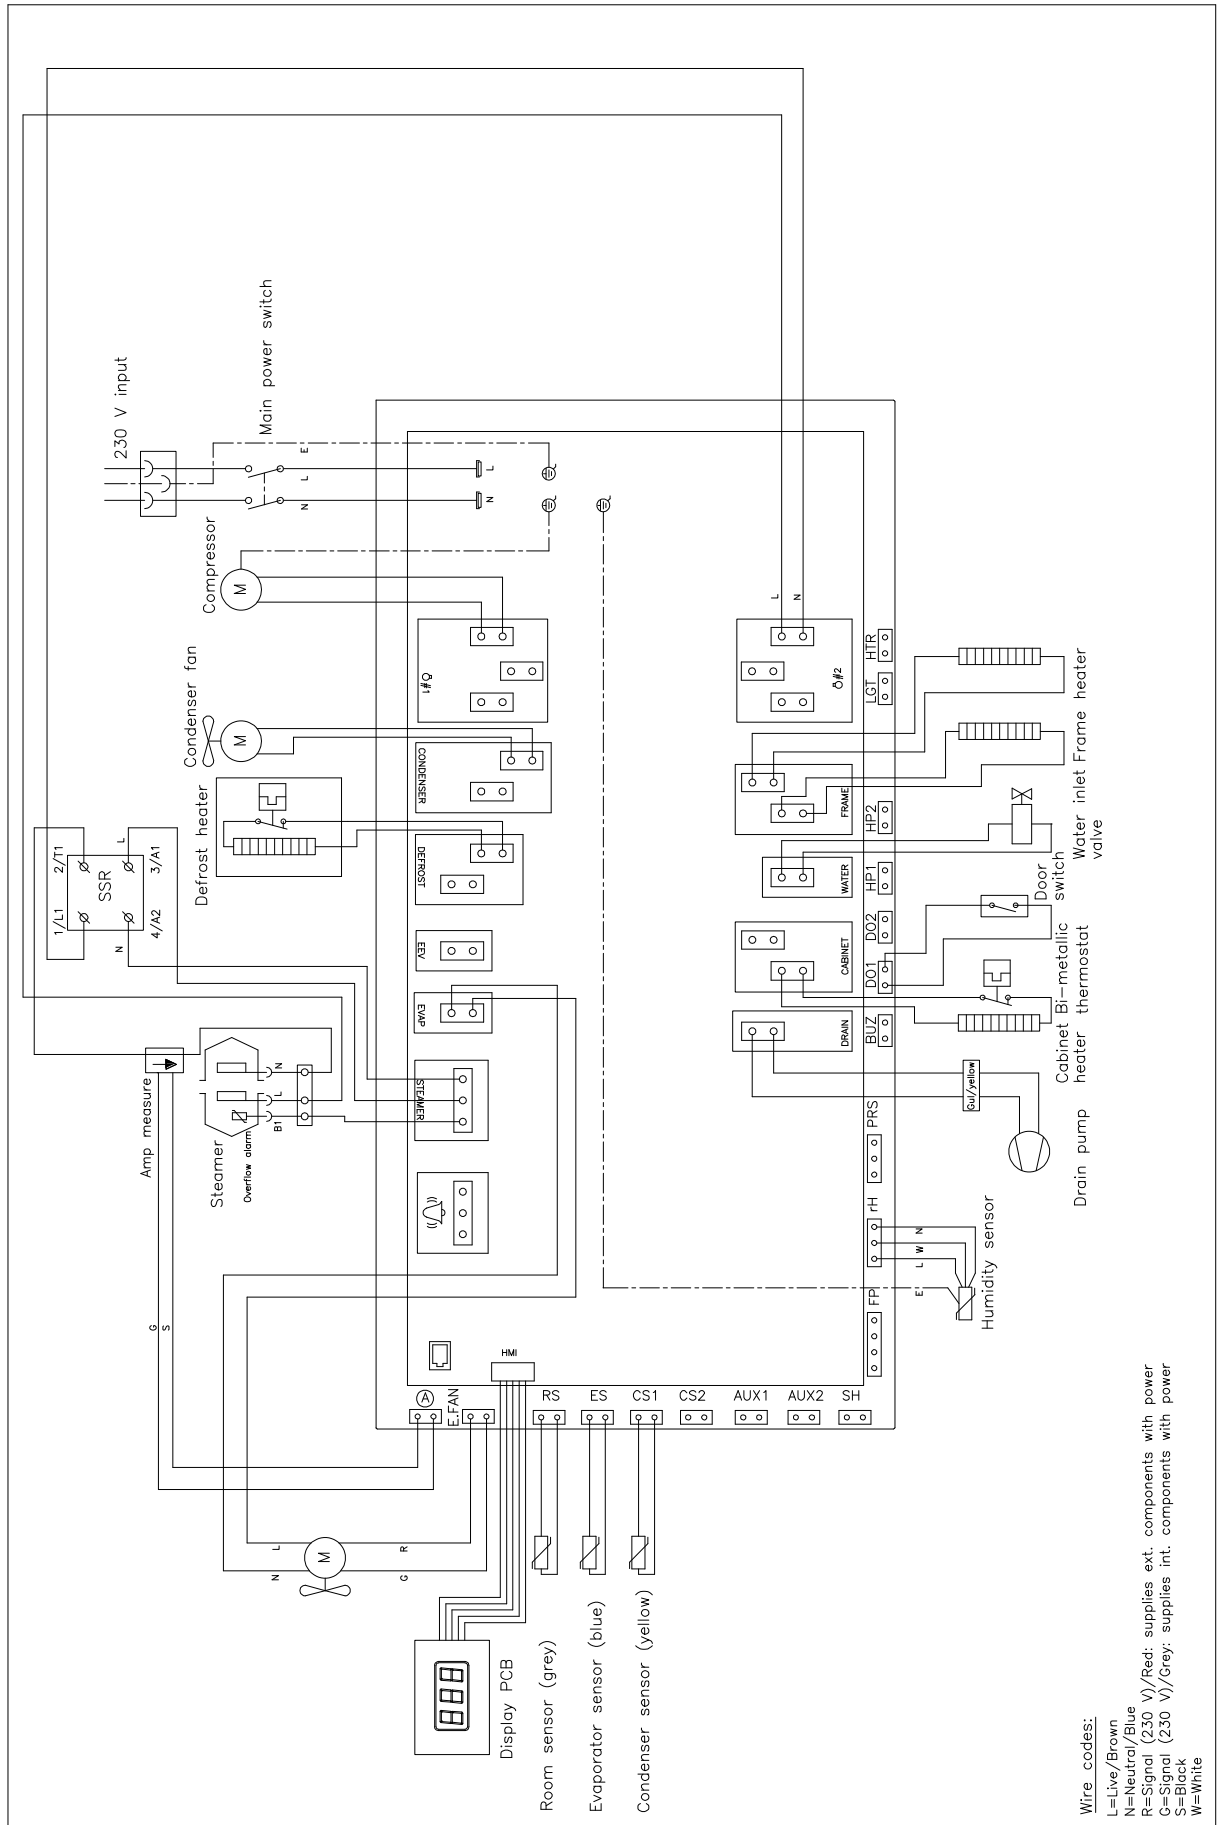 230 V input
Main power switch
E
L
N
L
N
Compressor
M
Condenser fan
M
Defrost heater
2/T1
1/L1
SSR
L
3/A1
N
4/A2
#1
CONDENSER
DEFROST
EEV
EVAP
STEAMER
Amp measure
Steamer
Overflow alarm
B1
L
N
G
S
L
N
#2
HTR
LGT
FRAME
HP2
WATER
HP1
DO2
CABINET
DO1
DRAIN
BUZ
PRS
rH
FP
Frame heater
Water inlet
valve
Door
switch
Bi-metallic
thermostat
Cabinet
heater
Gul/yellow
Drain pump
E
L
W
N
Humidity sensor
HMI
A
E.FAN
RS
ES
CS1
CS2
AUX1
AUX2
SH
L
N
M
R
G
Display PCB
Room sensor (grey)
Evaporator sensor (blue)
Condenser sensor (yellow)
Wire codes:
L=Live/Brown
N=Neutral/Blue
R=Signal (230 V)/Red: supplies ext. components with power
G=Signal (230 V)/Grey: supplies int. components with power
S=Black
W=White